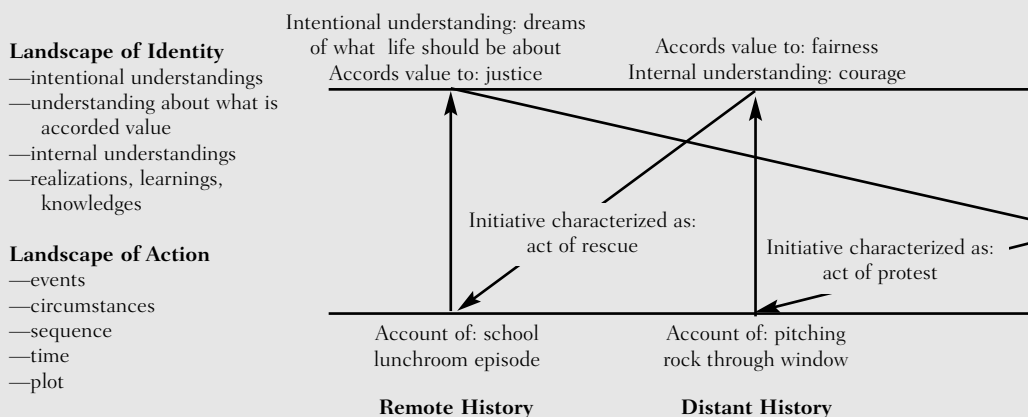 Landscape of Identity
—intentional understandings
—understanding about what is
accorded value
—internal understandings
—realizations, learnings,
knowledges
Landscape of Action
—events
—circumstances
—sequence
—time
—plot
Intentional understanding: dreams
of what life should be about
Accords value to: justice
Accords value to: fairness
Internal understanding: courage
Initiative characterized as:
act of rescue
Initiative characterized as:
act of protest
Account of: school
lunchroom episode
Account of: pitching
rock through window
Remote History
Distant History